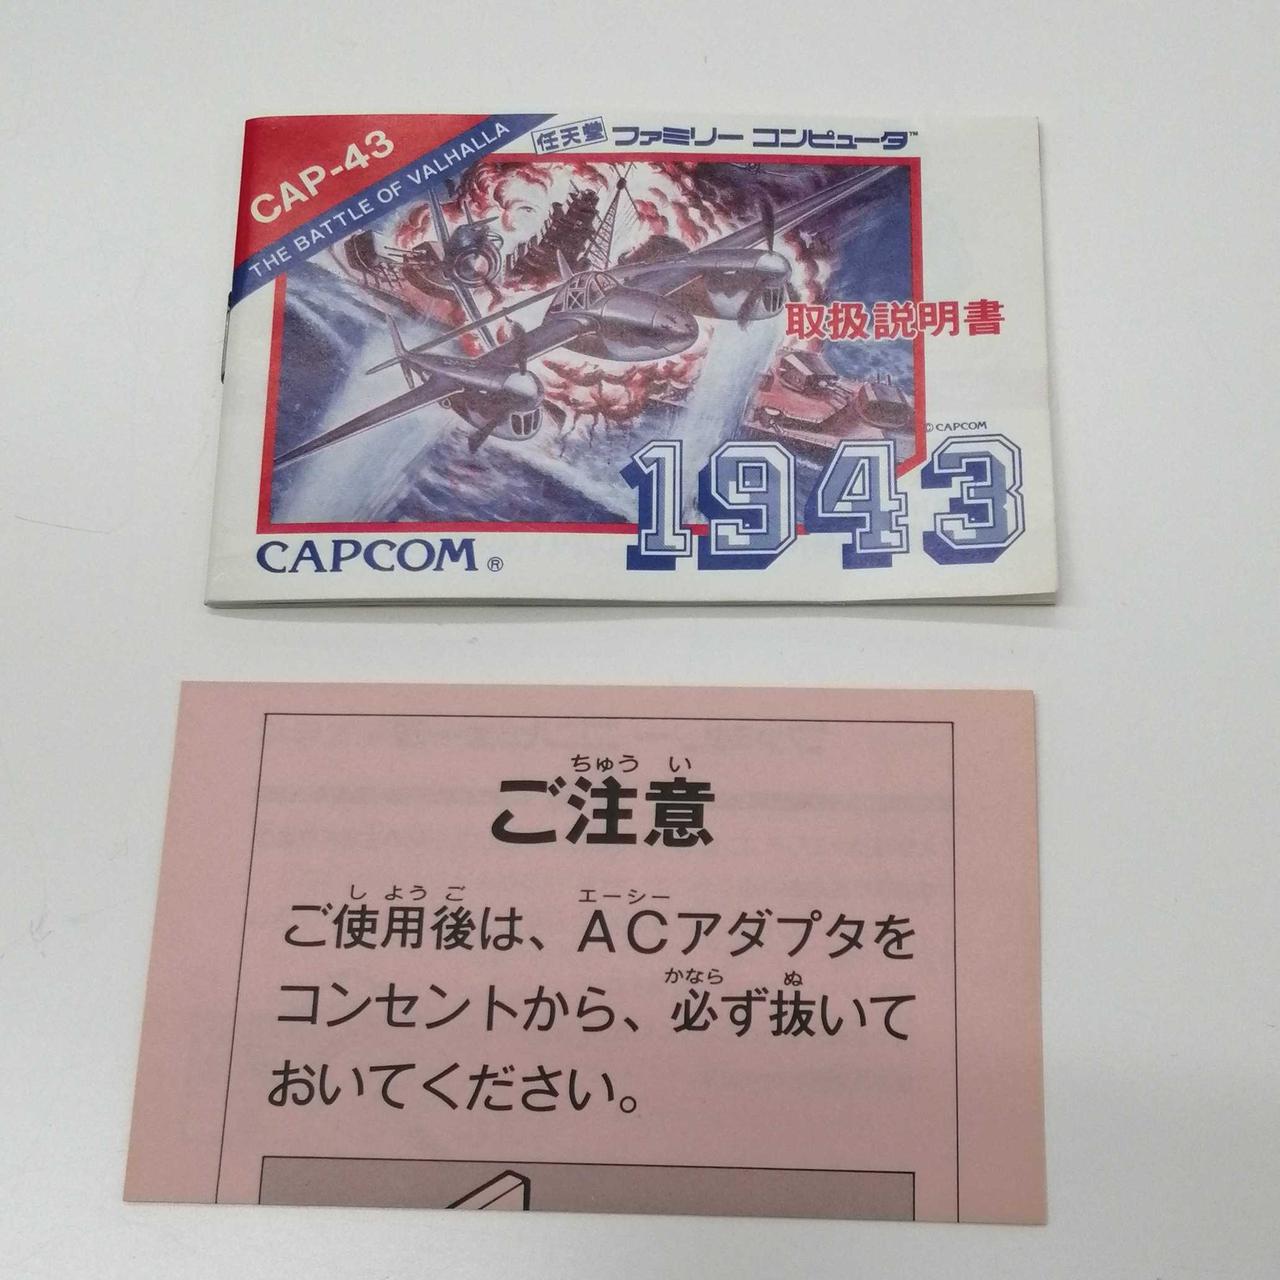 CAP-43
THE BATTLE OF VALHALLA
任天堂 ファミリー コンピュータ™
取扱説明書
© CAPCOM
1943
CAPCOM®
ちゅう い
ご注意
し よう ご エーシー
ご使用後は、ACアダプタを
かなら ぬ
コンセントから、必ず抜いて
おいてください。